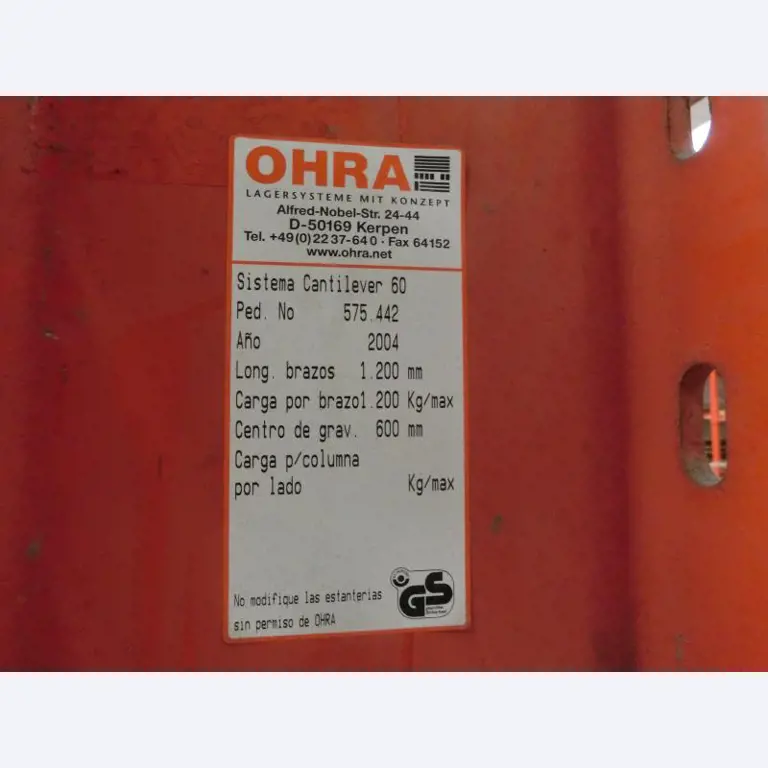 OHRA
LAGERSYSTEME MIT KONZEPT
Alfred-Nobel-Str. 24-44
D-50169 Kerpen
Tel. +49(0)2237-640 · Fax 64152
www.ohra.net
Sistema Cantilever 60
Ped. No 575.442
Año 2004
Long. brazos 1.200 mm
Carga por brazo1.200 Kg/max
Centro de grav. 600 mm
Carga p/columna
por lado Kg/max
No modifique las estanterias
sin permiso de OHRA
GS